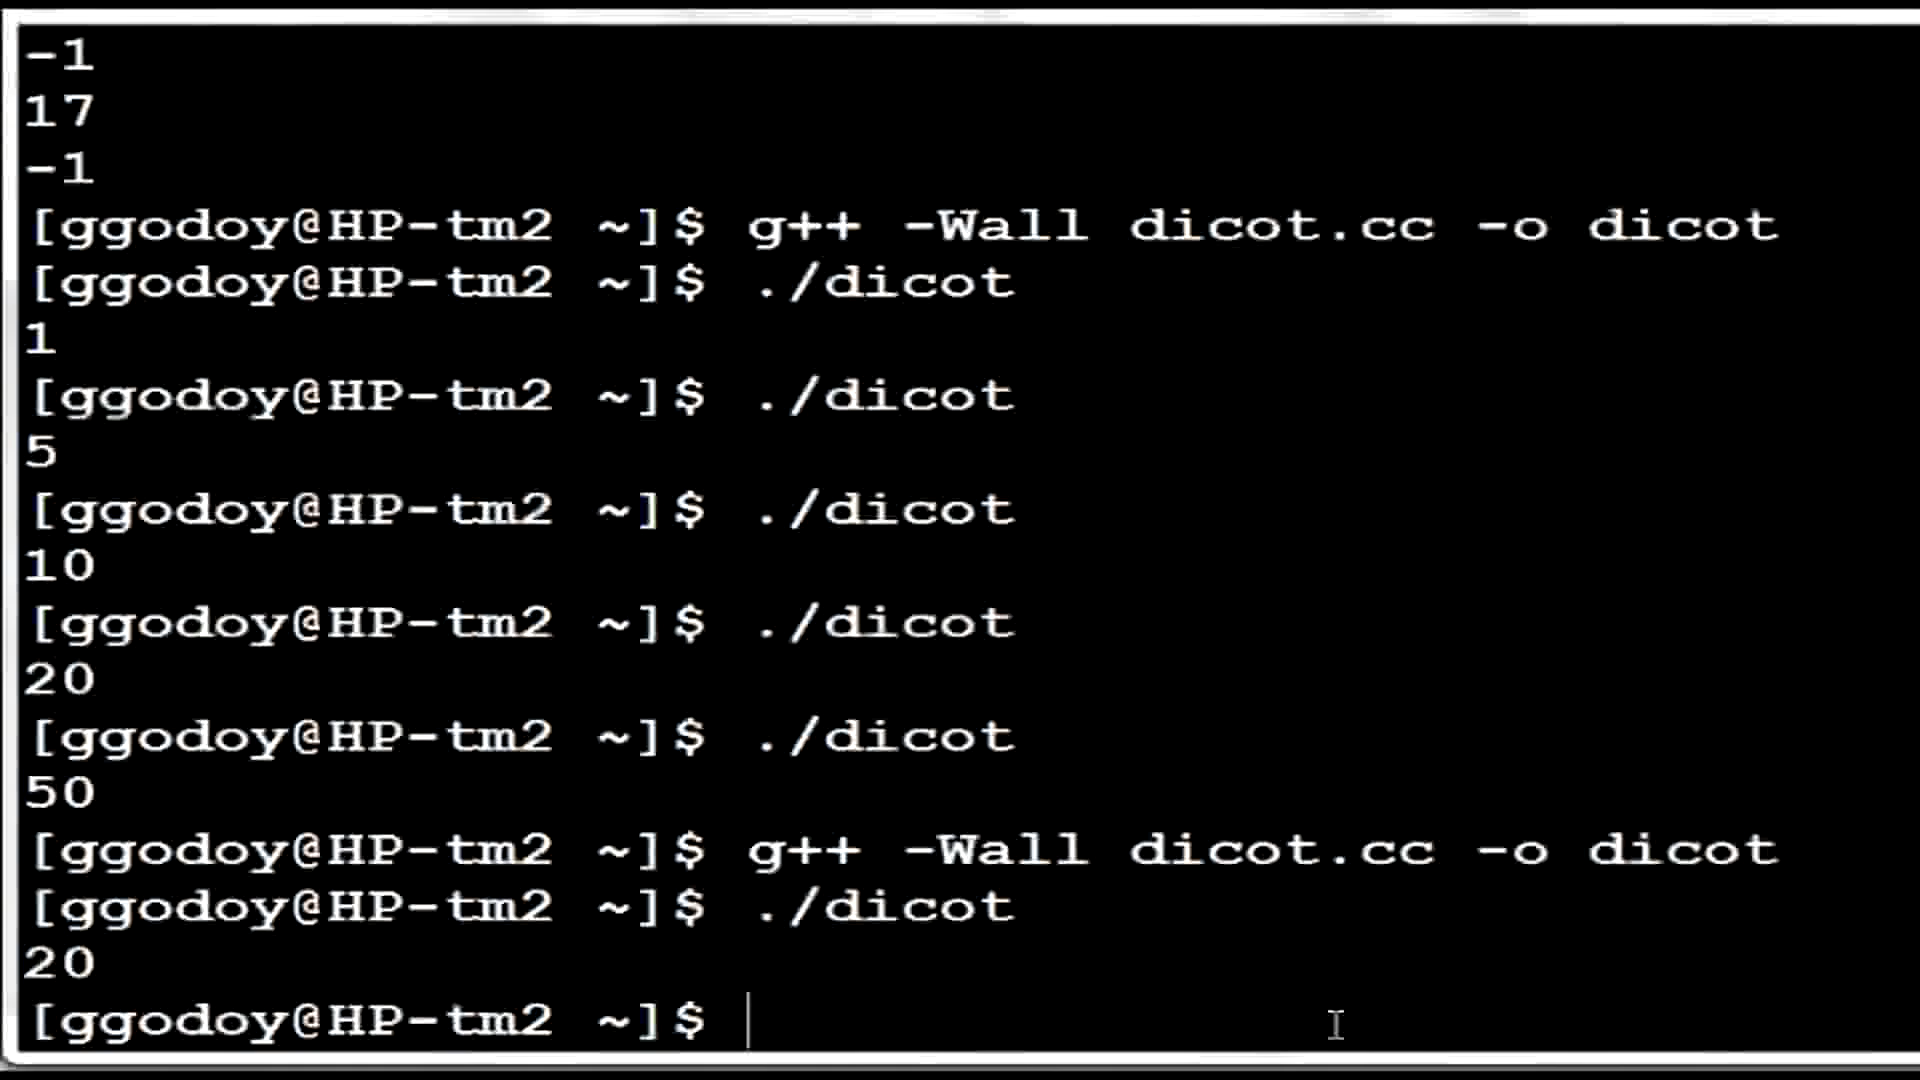 -1
17
-1
[ggodoy@HP-tm2 ~]$ g++ -Wall dicot.cc -o dicot
[ggodoy@HP-tm2 ~]$ ./dicot
1
[ggodoy@HP-tm2 ~]$ ./dicot
5
[ggodoy@HP-tm2 ~]$ ./dicot
10
[ggodoy@HP-tm2 ~]$ ./dicot
20
[ggodoy@HP-tm2 ~]$ ./dicot
50
[ggodoy@HP-tm2 ~]$ g++ -Wall dicot.cc -o dicot
[ggodoy@HP-tm2 ~]$ ./dicot
20
[ggodoy@HP-tm2 ~]$